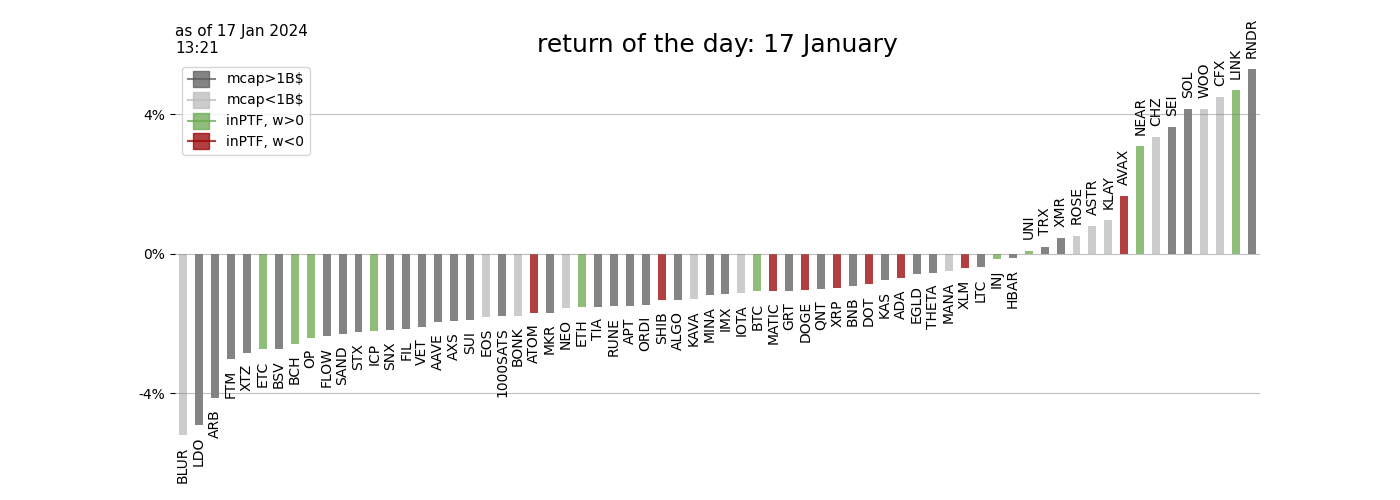 as of 17 Jan 2024
13:21
return of the day: 17 January
mcap>1B$
mcap<1B$
inPTF, w>0
inPTF, w<0
4%
0%
-4%
BLUR
LDO
ARB
FTM
XTZ
ETC
BSV
BCH
OP
FLOW
SAND
STX
ICP
SNX
FIL
VET
AAVE
AXS
SUI
EOS
1000SATS
BONK
ATOM
MKR
NEO
ETH
TIA
RUNE
APT
ORDI
SHIB
ALGO
KAVA
MINA
IMX
IOTA
BTC
MATIC
GRT
DOGE
QNT
XRP
BNB
DOT
KAS
ADA
EGLD
THETA
MANA
XLM
LTC
INJ
HBAR
UNI
TRX
XMR
ROSE
ASTR
KLAY
AVAX
NEAR
CHZ
SEI
SOL
WOO
CFX
LINK
RNDR